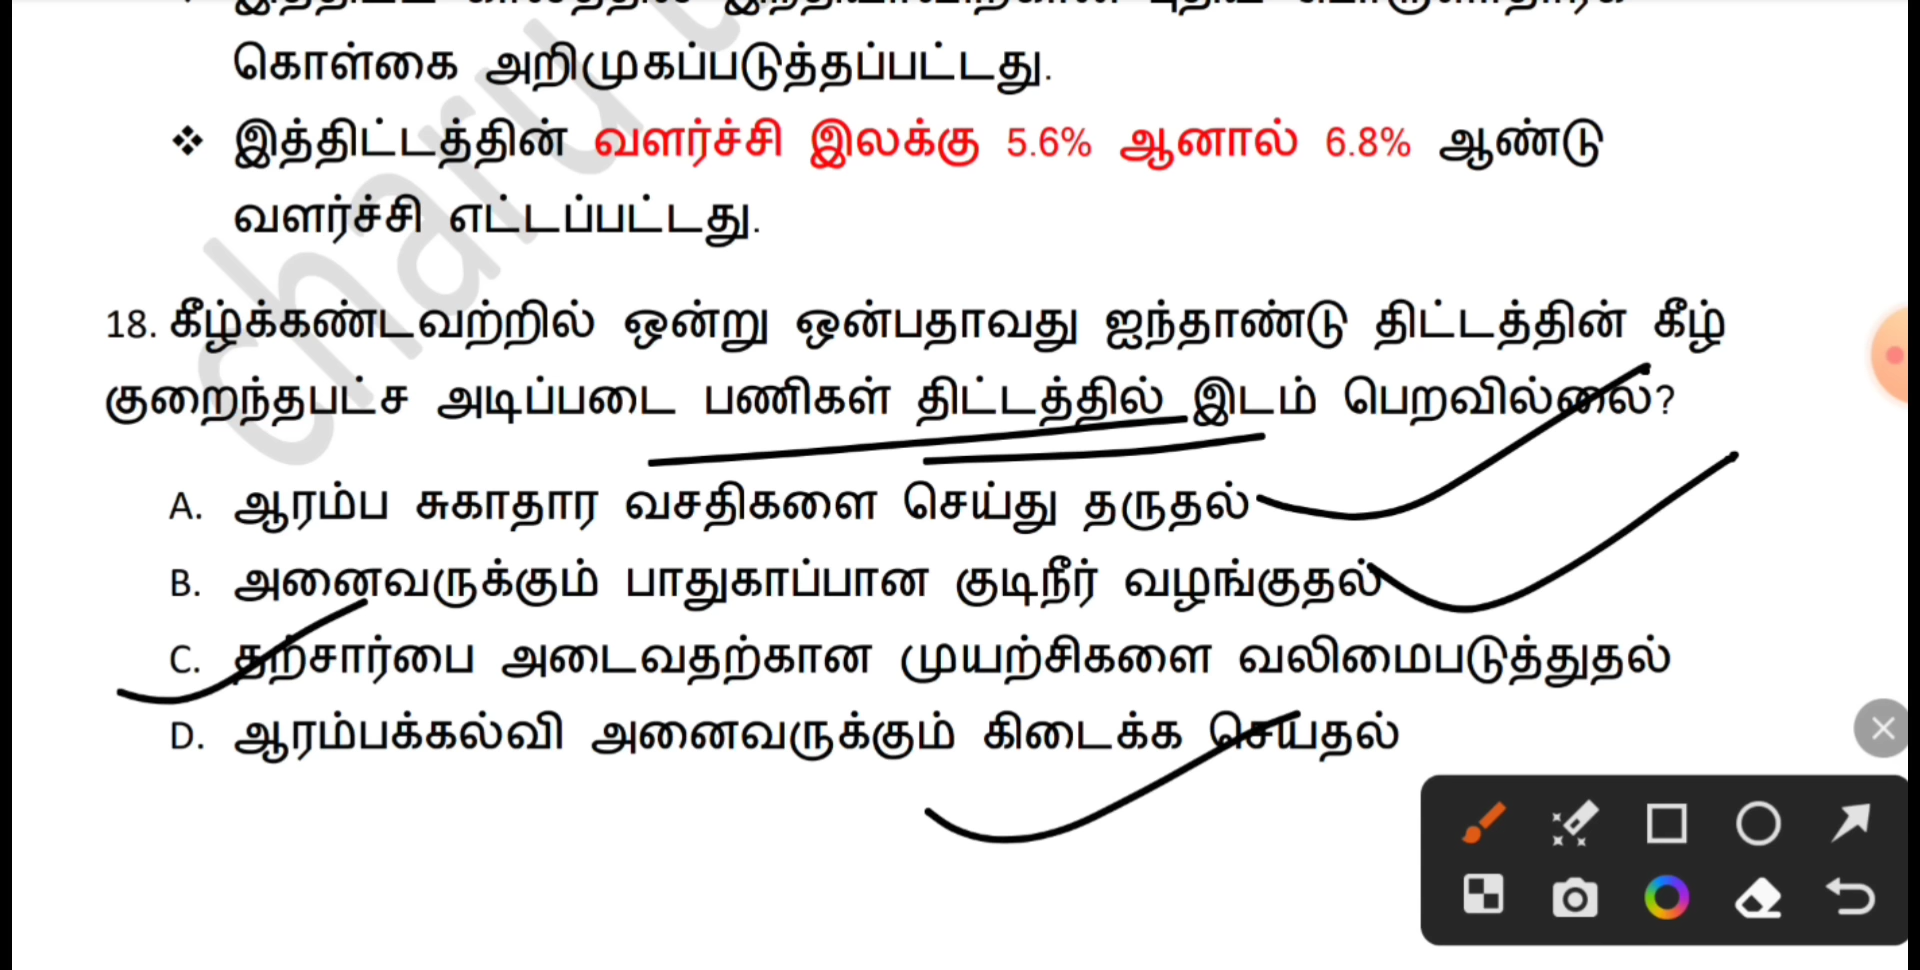 கொள்கை அறிமுகப்படுத்தப்பட்டது.
❖ இத்திட்டத்தின் வளர்ச்சி இலக்கு 5.6% ஆனால் 6.8% ஆண்டு
வளர்ச்சி எட்டப்பட்டது.
18. கீழ்க்கண்டவற்றில் ஒன்று ஒன்பதாவது ஐந்தாண்டு திட்டத்தின் கீழ்
குறைந்தபட்ச அடிப்படை பணிகள் திட்டத்தில் இடம் பெறவில்லை?
A. ஆரம்ப சுகாதார வசதிகளை செய்து தருதல்
B. அனைவருக்கும் பாதுகாப்பான குடிநீர் வழங்குதல்
C. தற்சார்பை அடைவதற்கான முயற்சிகளை வலிமைபடுத்துதல்
D. ஆரம்பக்கல்வி அனைவருக்கும் கிடைக்க செய்தல்
charu